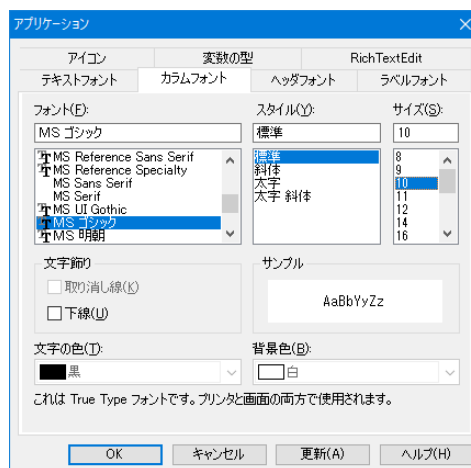 アプリケーション
アイコン 変数の型 RichTextEdit
テキストフォント カラムフォント ヘッダフォント ラベルフォント
フォント(F): スタイル(Y): サイズ(S):
MS ゴシック 標準 10
MS Reference Sans Serif
MS Reference Specialty
MS Sans Serif
MS Serif
MS UI Gothic
MS ゴシック
MS 明朝
標準
斜体
太字
太字 斜体
8
9
10
11
12
14
16
文字飾り
取り消し線(K)
下線(U)
サンプル
AaBbYyZz
文字の色(T): 背景色(B):
黒 白
これは True Type フォントです。プリンタと画面の両方で使用されます。
OK キャンセル 更新(A) ヘルプ(H)